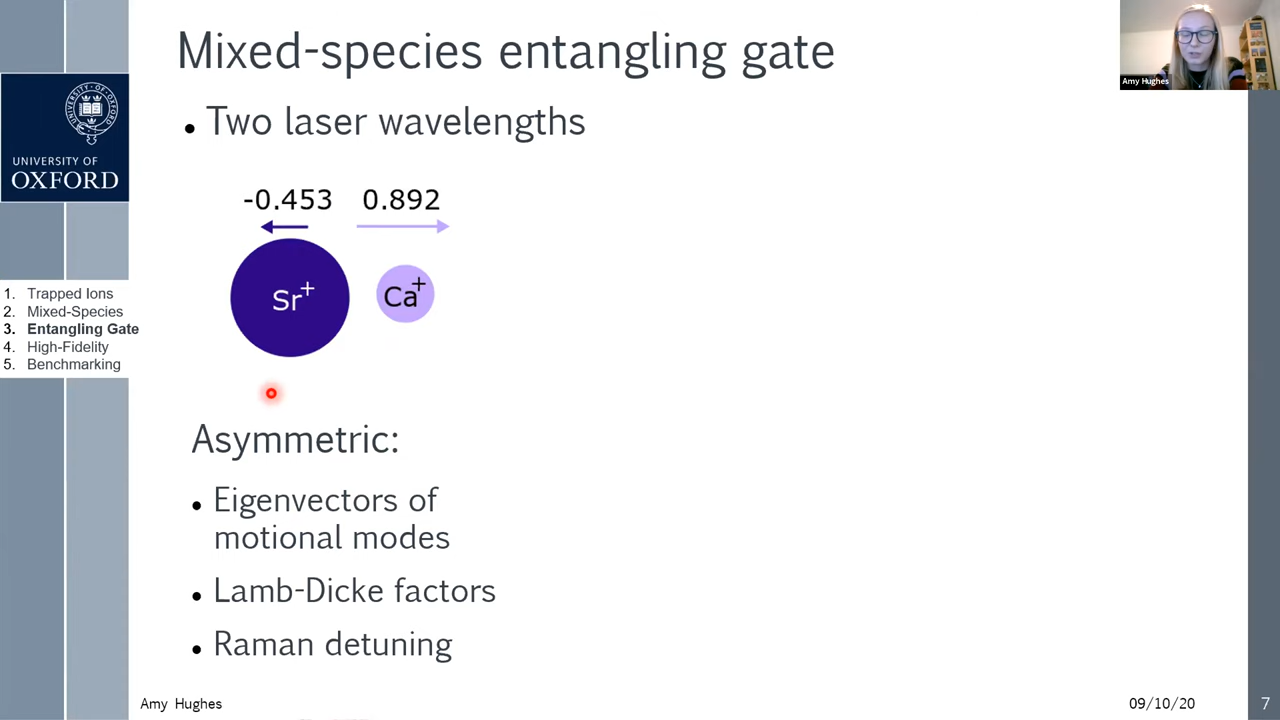 Mixed-species entangling gate
Amy Hughes
• Two laser wavelengths
UNIVERSITY OF
OXFORD
-0.453 0.892
Sr+
Ca+
1. Trapped Ions
2. Mixed-Species
3. Entangling Gate
4. High-Fidelity
5. Benchmarking
Asymmetric:
• Eigenvectors of
motional modes
• Lamb-Dicke factors
• Raman detuning
Amy Hughes
09/10/20
7